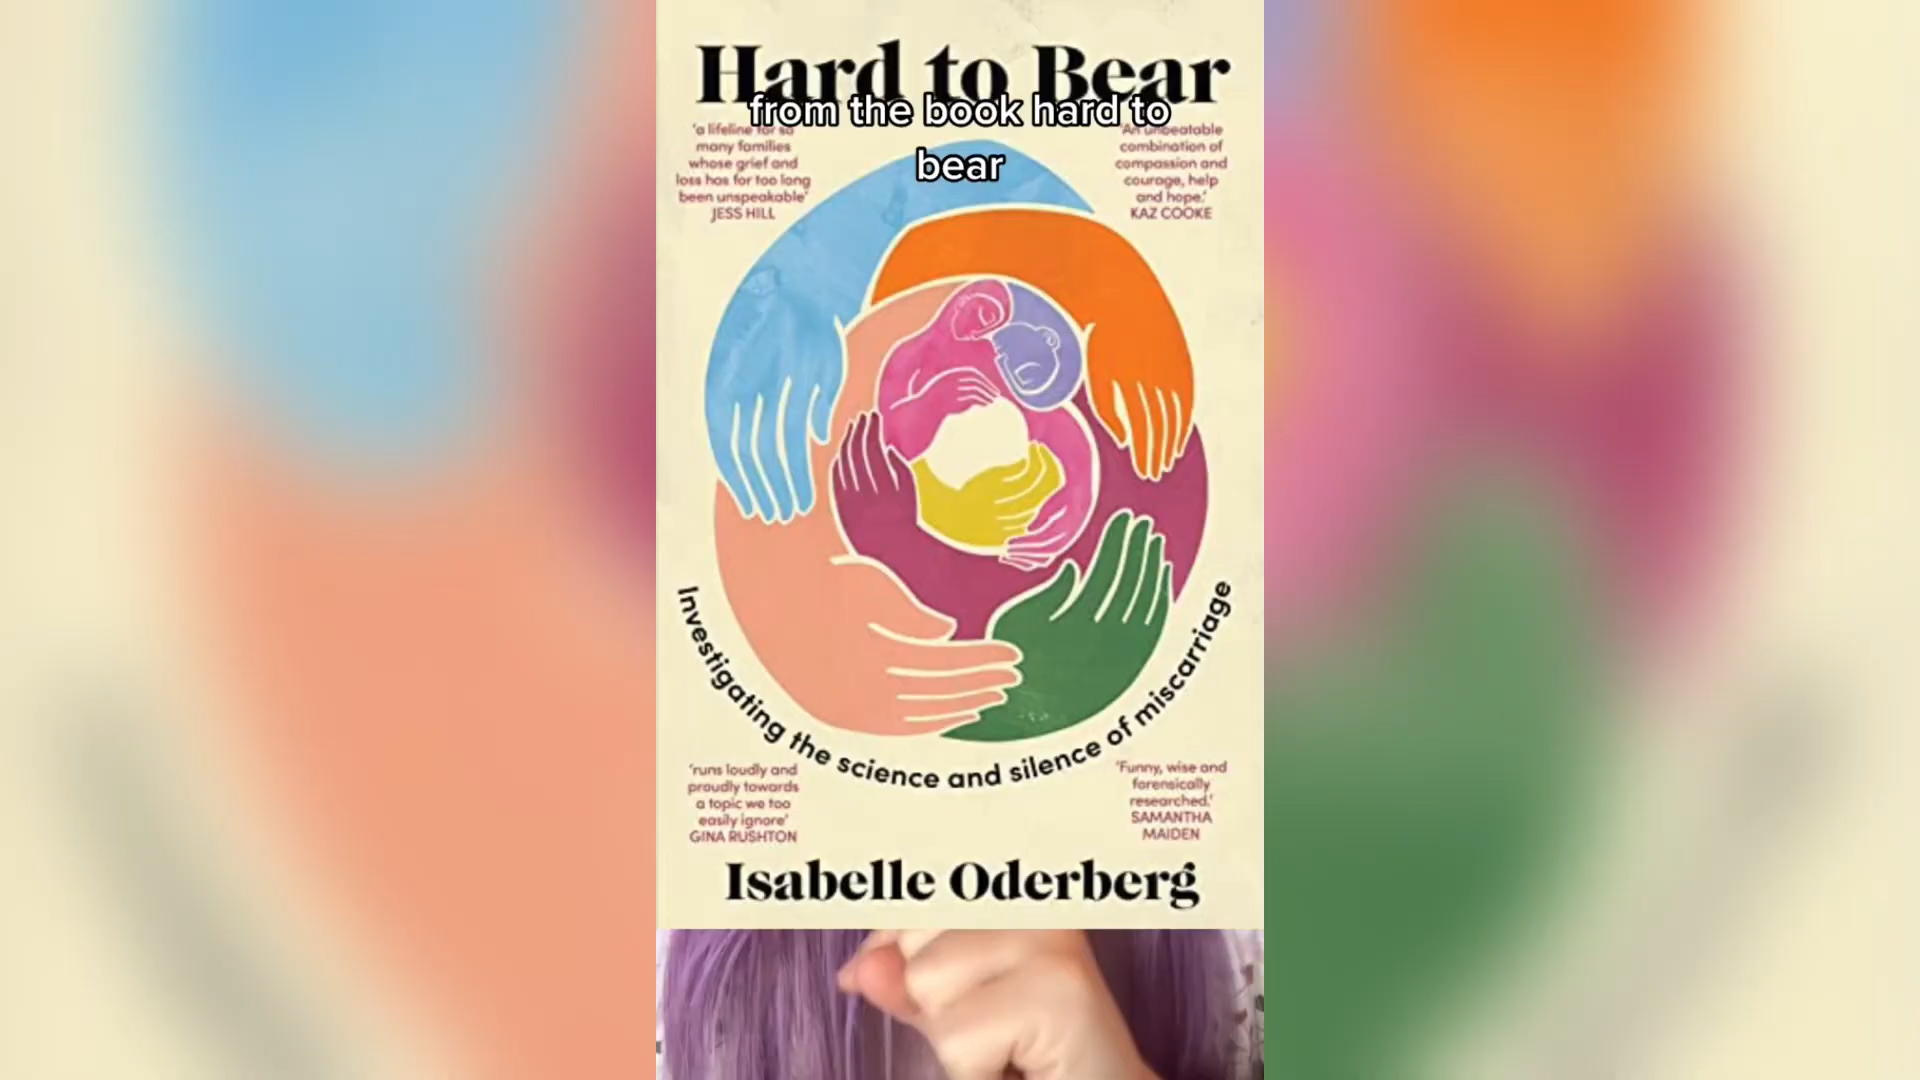 Hard to Bear
from the book hard to
bear
'a lifeline for so
many families
whose grief and
loss has for too long
been unspeakable'
JESS HILL
'An unbeatable
combination of
compassion and
courage, help
and hope.'
KAZ COOKE
Investigating the science and silence of miscarriage
'runs loudly and
proudly towards
a topic we too
easily ignore'
GINA RUSHTON
'Funny, wise and
forensically
researched.'
SAMANTHA
MAIDEN
Isabelle Oderberg